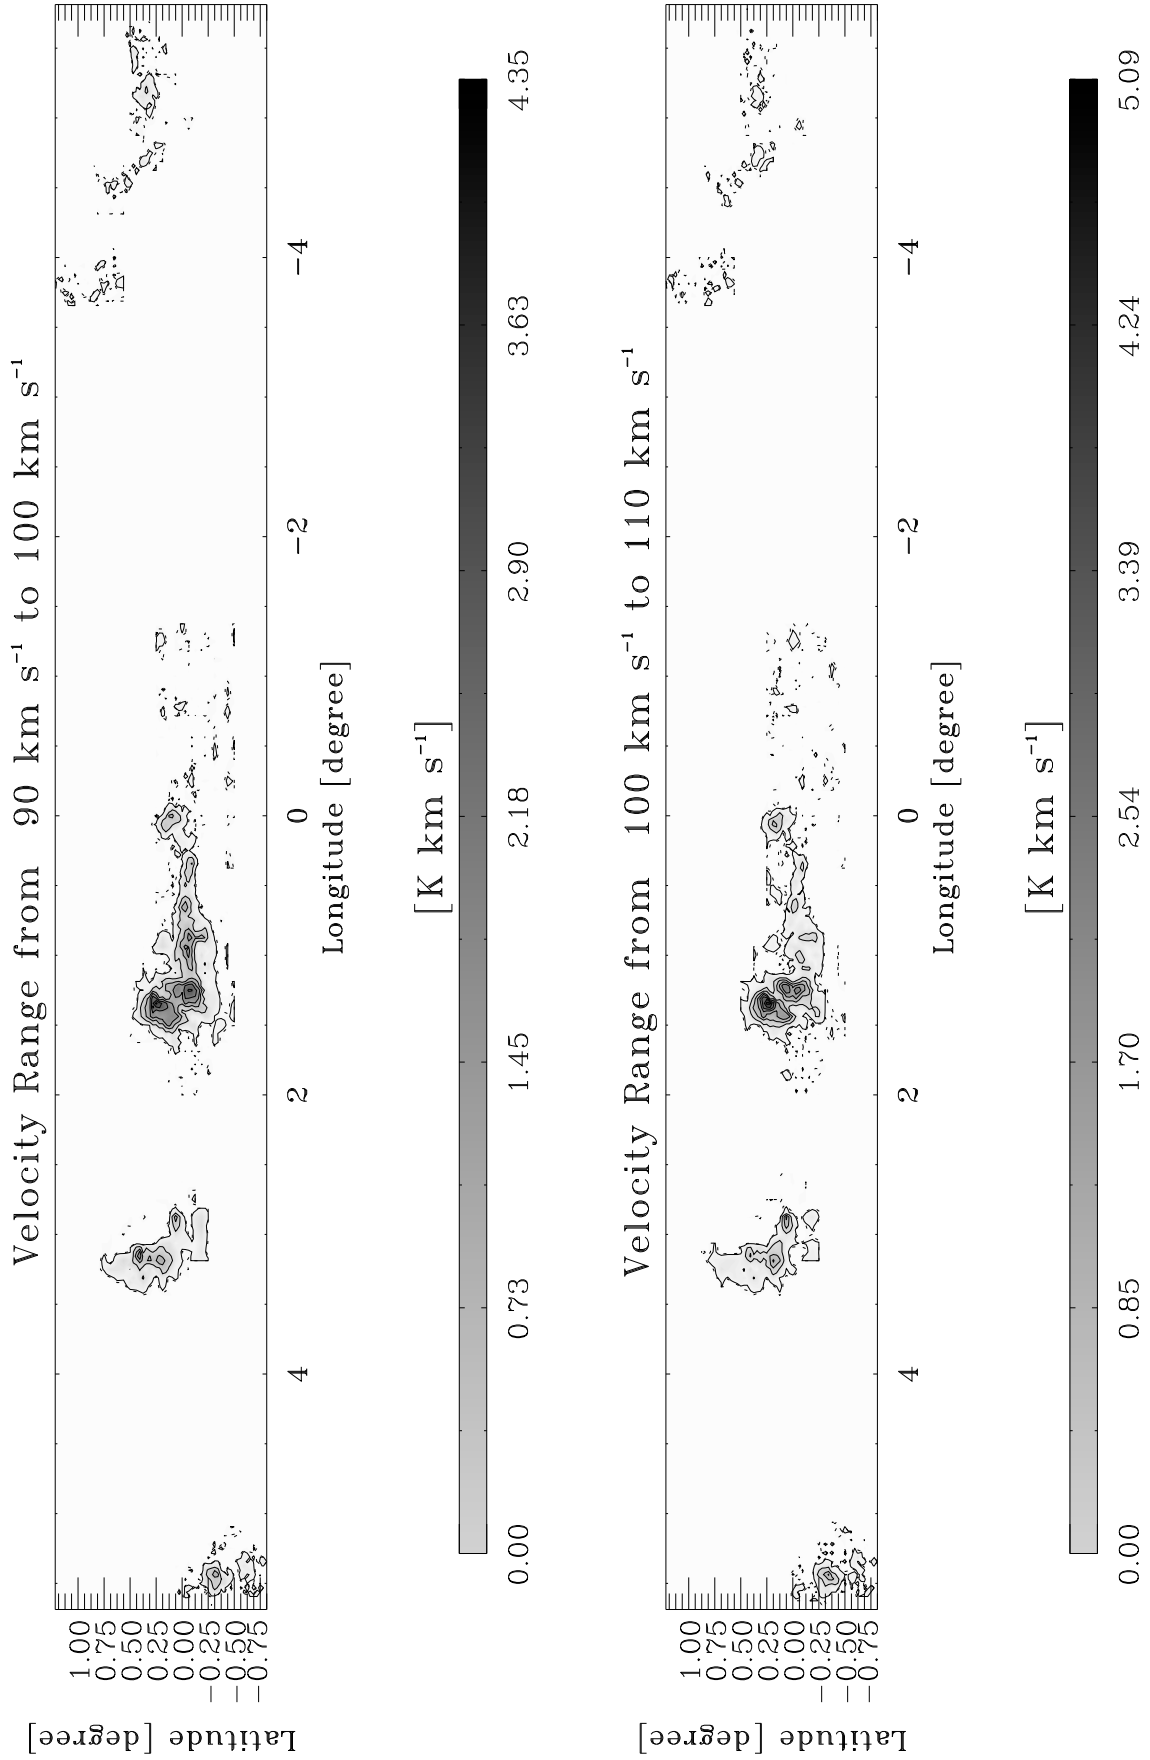 Velocity Range from 90 km s⁻¹ to 100 km s⁻¹
Latitude [degree]
1.00
0.75
0.50
0.25
0.00
−0.25
−0.50
−0.75
4 2 0 −2 −4
Longitude [degree]
[K km s⁻¹]
0.00 0.73 1.45 2.18 2.90 3.63 4.35
Velocity Range from 100 km s⁻¹ to 110 km s⁻¹
Latitude [degree]
1.00
0.75
0.50
0.25
0.00
−0.25
−0.50
−0.75
4 2 0 −2 −4
Longitude [degree]
[K km s⁻¹]
0.00 0.85 1.70 2.54 3.39 4.24 5.09